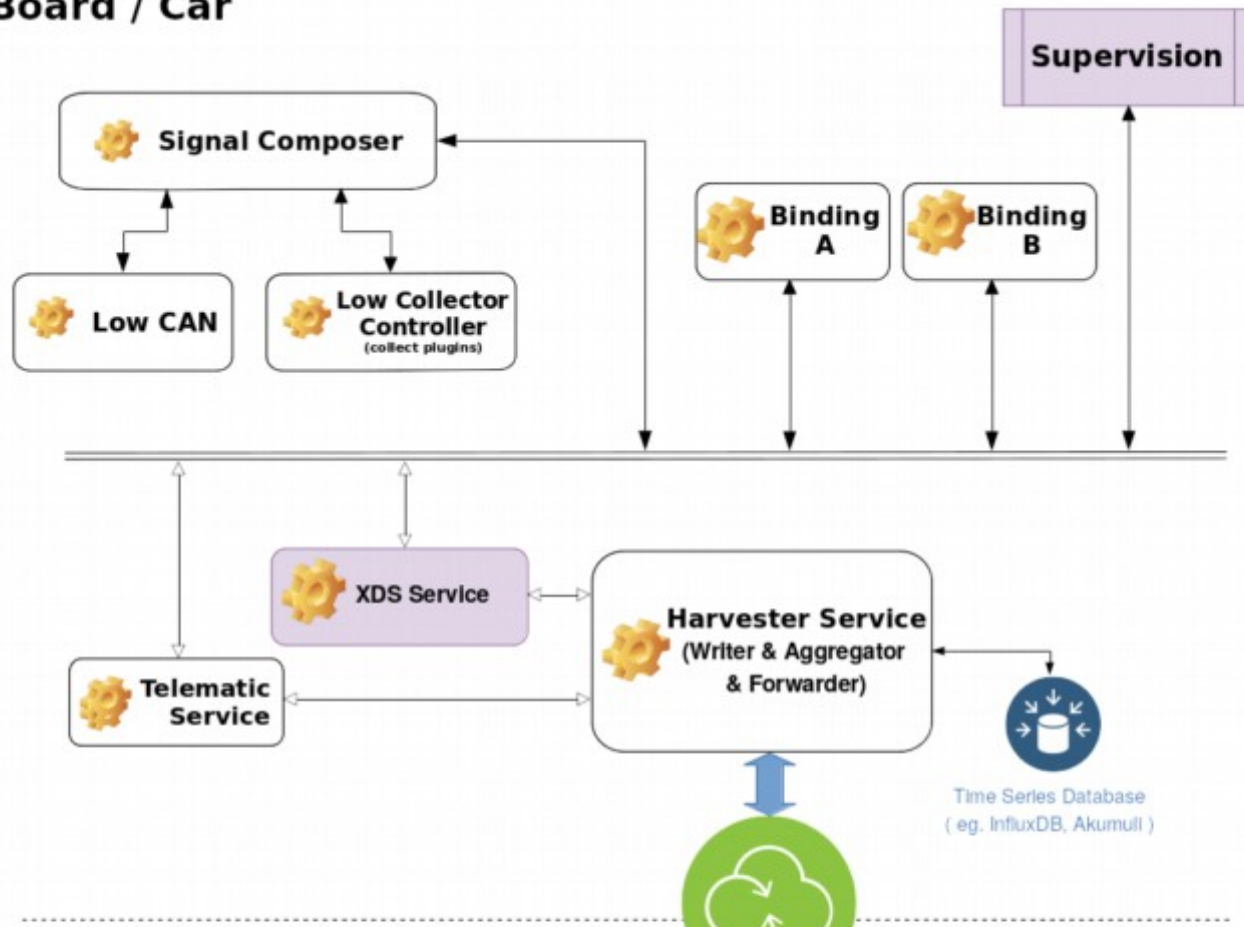 Board / Car
Supervision
Signal Composer
Binding
A
Binding
B
Low CAN
Low Collector
Controller
(collect plugins)
XDS Service
Harvester Service
(Writer & Aggregator
& Forwarder)
Telematic
Service
Time Series Database
( eg. InfluxDB, Akumuli )